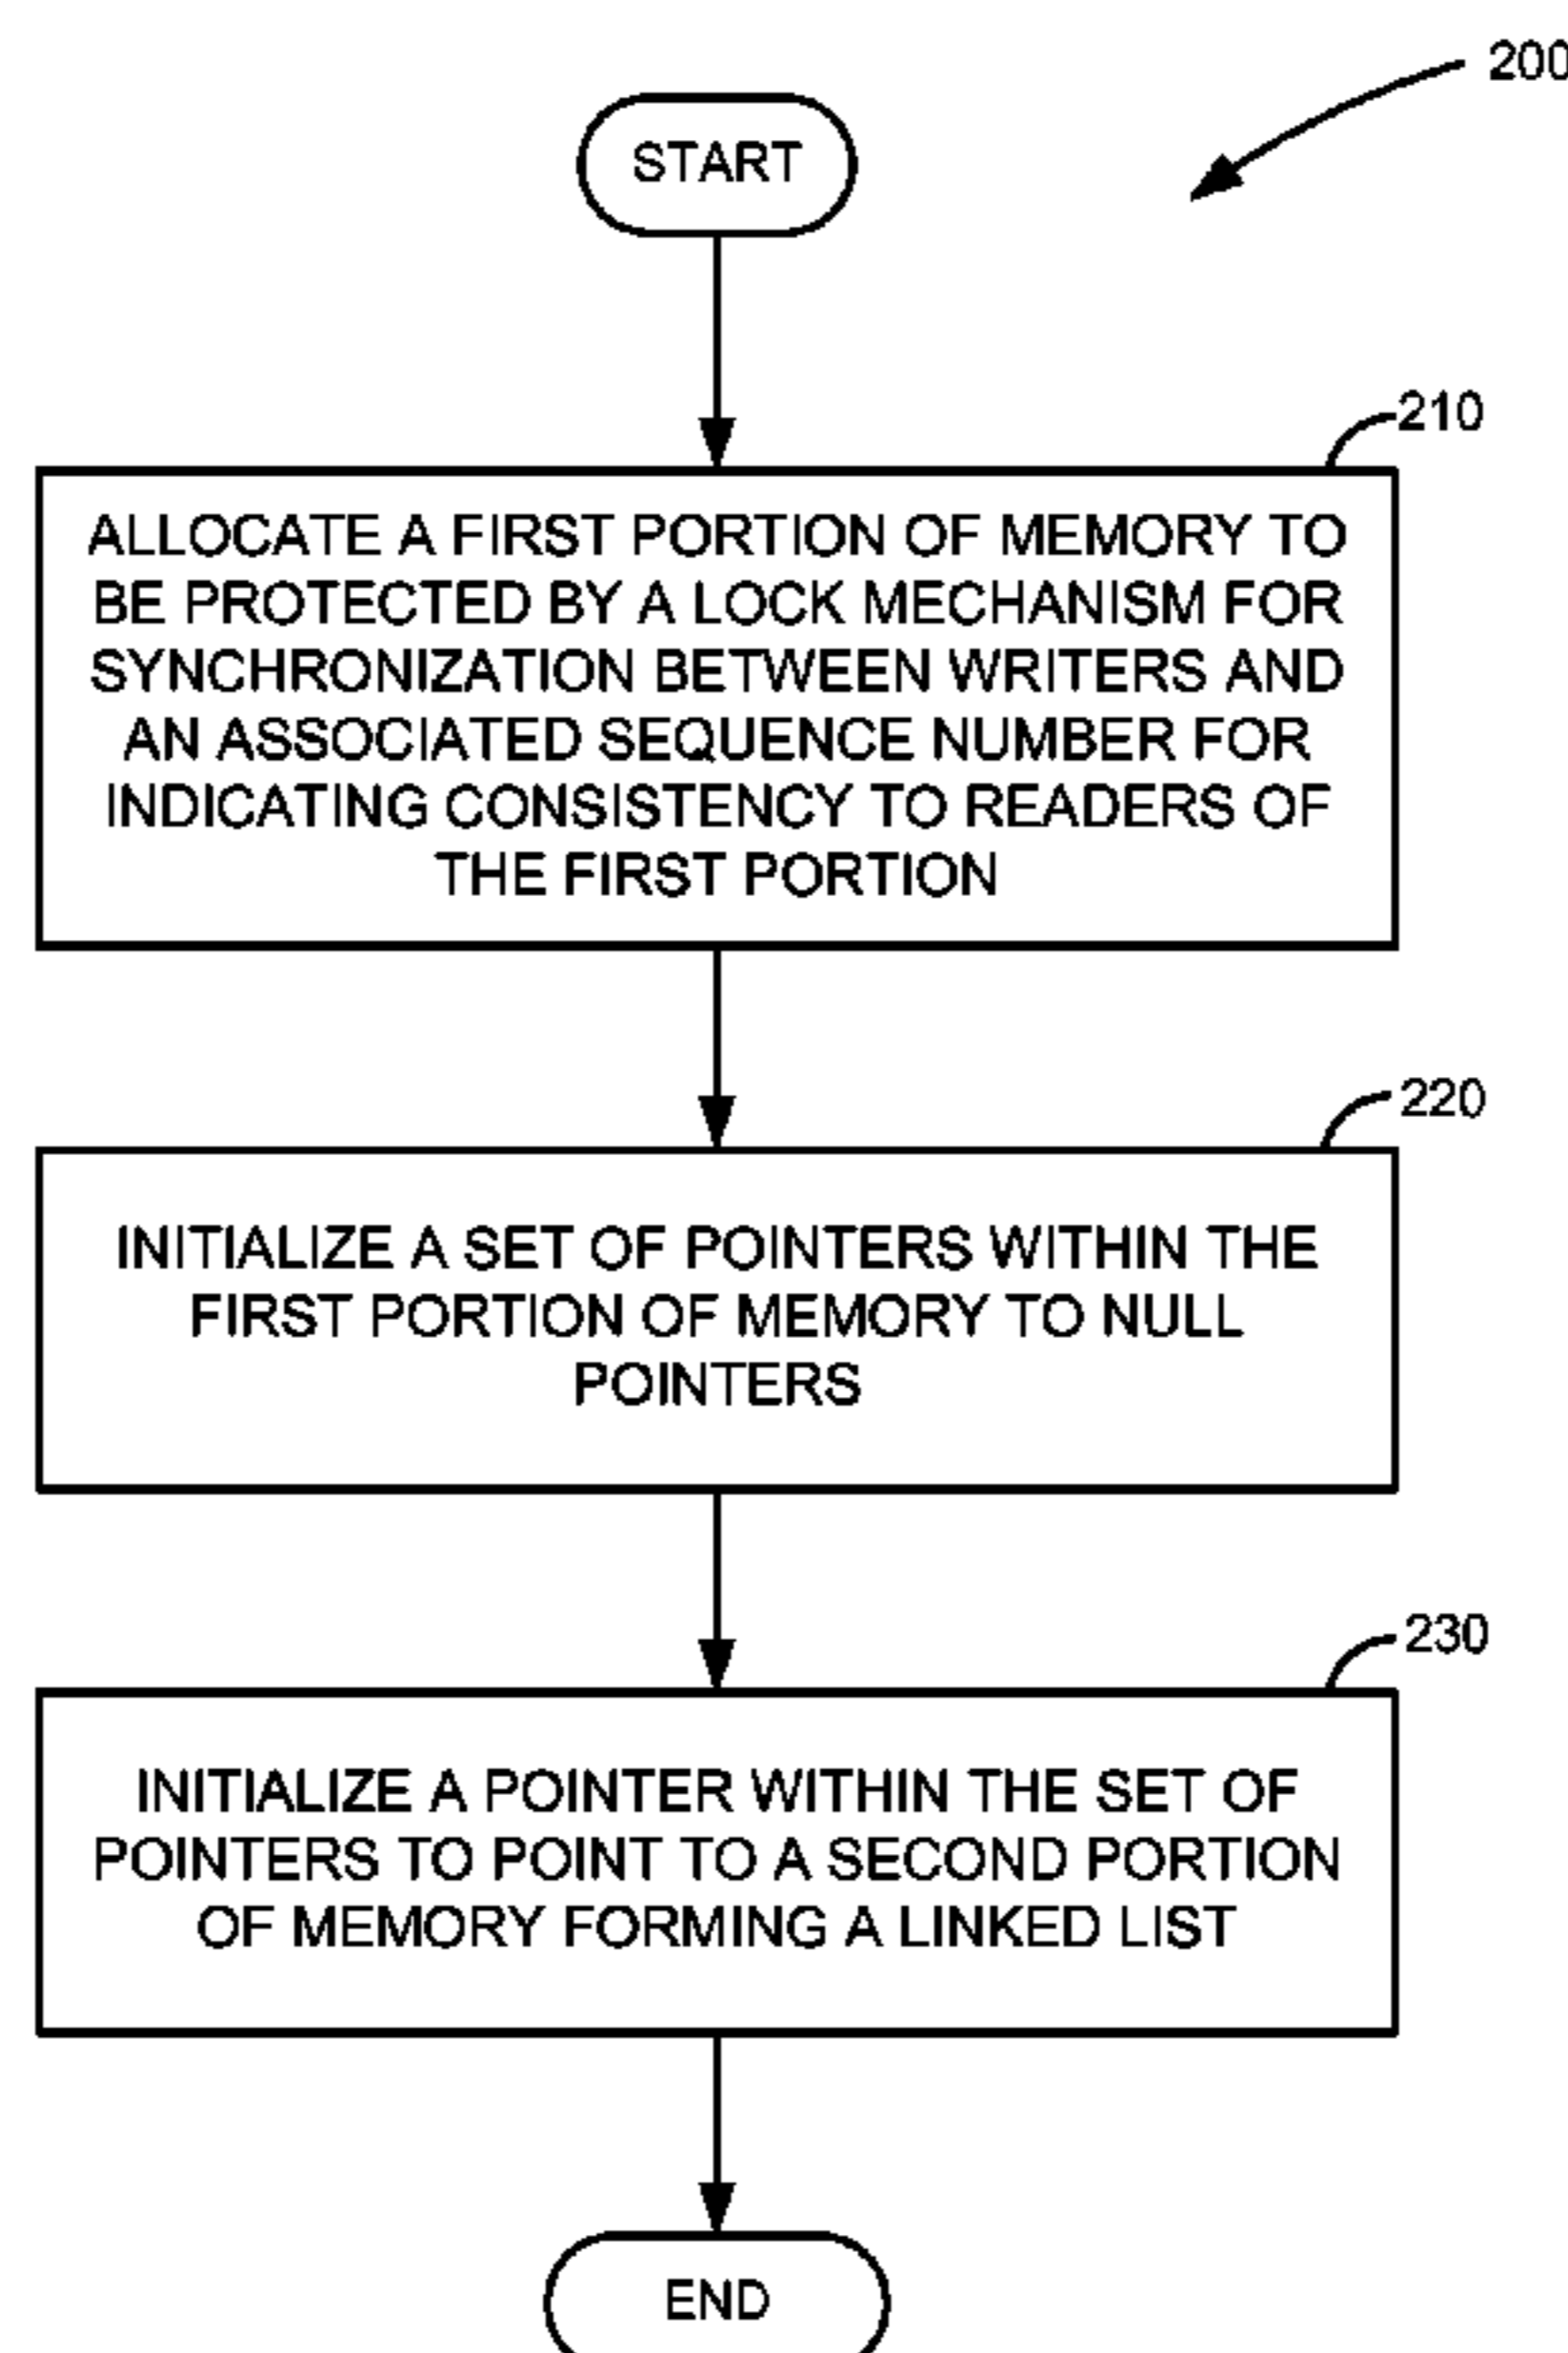 200
START
210
ALLOCATE A FIRST PORTION OF MEMORY TO
BE PROTECTED BY A LOCK MECHANISM FOR
SYNCHRONIZATION BETWEEN WRITERS AND
AN ASSOCIATED SEQUENCE NUMBER FOR
INDICATING CONSISTENCY TO READERS OF
THE FIRST PORTION
220
INITIALIZE A SET OF POINTERS WITHIN THE
FIRST PORTION OF MEMORY TO NULL
POINTERS
230
INITIALIZE A POINTER WITHIN THE SET OF
POINTERS TO POINT TO A SECOND PORTION
OF MEMORY FORMING A LINKED LIST
END